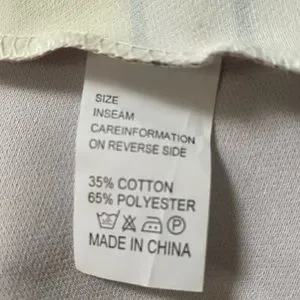 SIZE
INSEAM
CAREINFORMATION
ON REVERSE SIDE
35% COTTON
65% POLYESTER
P
MADE IN CHINA